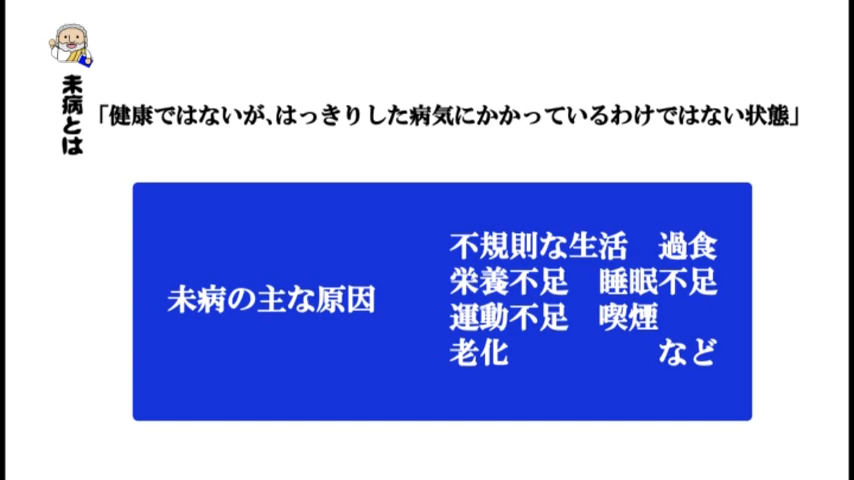 未病とは
「健康ではないが、はっきりした病気にかかっているわけではない状態」
未病の主な原因
不規則な生活　過食
栄養不足　睡眠不足
運動不足　喫煙
老化　　　　　など